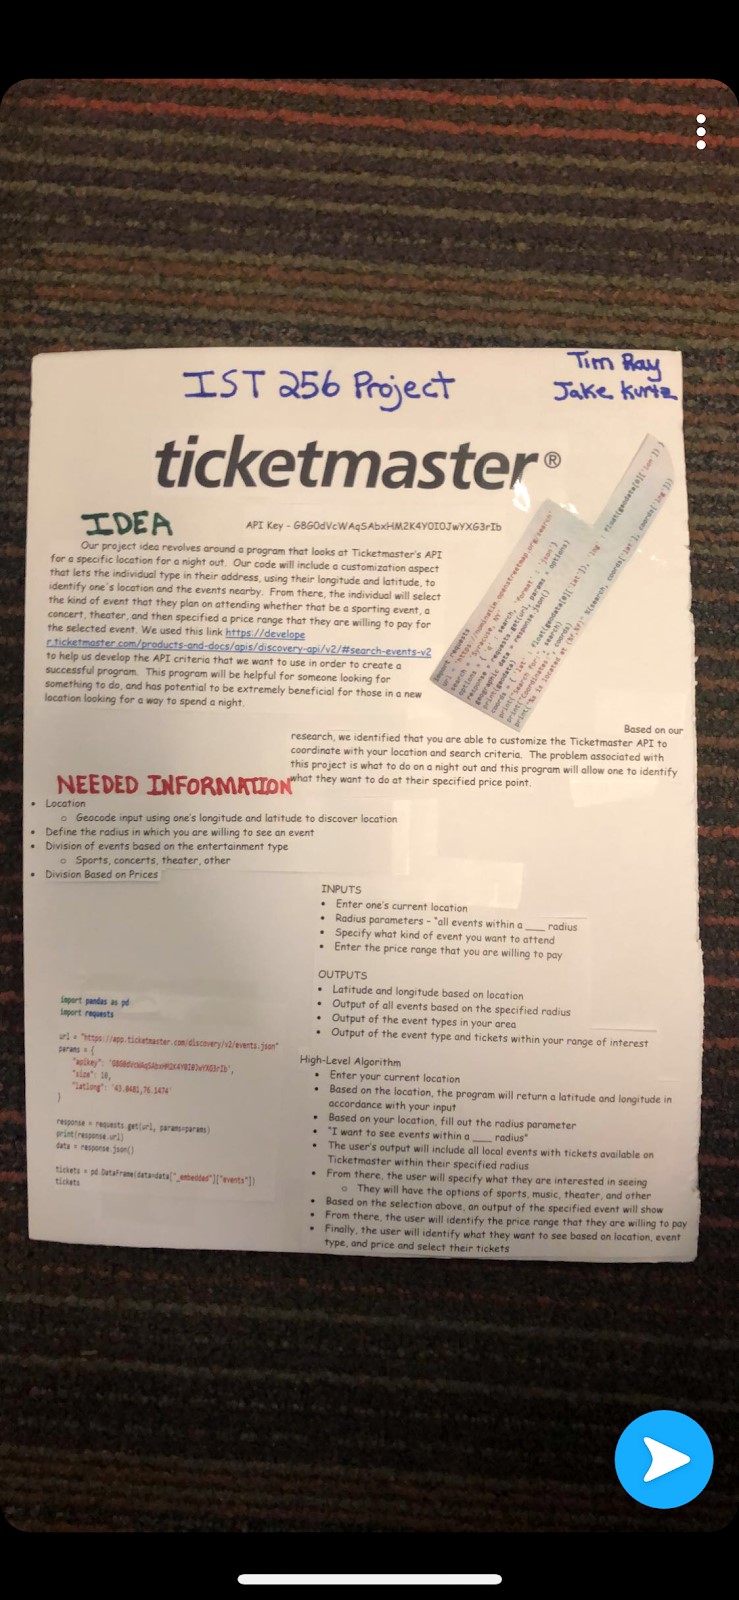 IST 256 Project
Tim Ray
Jake Kurtz
ticketmaster®
IDEA
API Key - G8GOdVcWAqSAbxHM2K4Y0I0JwYXG3rIb
Our project idea revolves around a program that looks at Ticketmaster's API
for a specific location for a night out. Our code will include a customization aspect
that lets the individual type in their address, using their longitude and latitude, to
identify one's location and the events nearby. From there, the individual will select
the kind of event that they plan on attending whether that be a sporting event, a
concert, theater, and then specified a price range that they are willing to pay for
the selected event. We used this link https://develope
r.ticketmaster.com/products-and-docs/apis/discovery-api/v2/#search-events-v2
to help us develop the API criteria that we want to use in order to create a
successful program. This program will be helpful for someone looking for
something to do, and has potential to be extremely beneficial for those in a new
location looking for a way to spend a night.
import requests
response = requests.get(url, params = options)
Based on our
research, we identified that you are able to customize the Ticketmaster API to
coordinate with your location and search criteria. The problem associated with
this project is what to do on a night out and this program will allow one to identify
what they want to do at their specified price point.
NEEDED INFORMATION
• Location
o Geocode input using one's longitude and latitude to discover location
• Define the radius in which you are willing to see an event
• Division of events based on the entertainment type
o Sports, concerts, theater, other
• Division Based on Prices
INPUTS
• Enter one's current location
• Radius parameters - "all events within a ____ radius
• Specify what kind of event you want to attend
• Enter the price range that you are willing to pay
OUTPUTS
• Latitude and longitude based on location
• Output of all events based on the specified radius
• Output of the event types in your area
• Output of the event type and tickets within your range of interest
import pandas as pd
import requests
url = "https://app.ticketmaster.com/discovery/v2/events.json"
params = {
"apikey":
"size": 10,
"latlong": '43.0481,76.1474'
}
response = requests.get(url, params=params)
print(response.url)
data = response.json()
tickets = pd.DataFrame(data=data["_embedded"]["events"])
tickets
High-Level Algorithm
• Enter your current location
• Based on the location, the program will return a latitude and longitude in
accordance with your input
• Based on your location, fill out the radius parameter
• "I want to see events within a ____ radius"
• The user's output will include all local events with tickets available on
Ticketmaster within their specified radius
• From there, the user will specify what they are interested in seeing
o They will have the options of sports, music, theater, and other
• Based on the selection above, an output of the specified event will show
• From there, the user will identify the price range that they are willing to pay
• Finally, the user will identify what they want to see based on location, event
type, and price and select their tickets